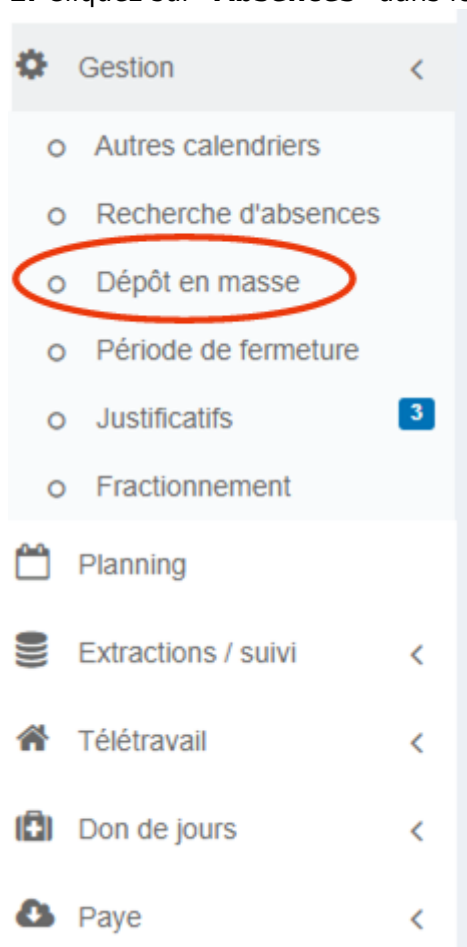 Gestion
Autres calendriers
Recherche d'absences
Dépôt en masse
Période de fermeture
Justificatifs 3
Fractionnement
Planning
Extractions / suivi
Télétravail
Don de jours
Paye